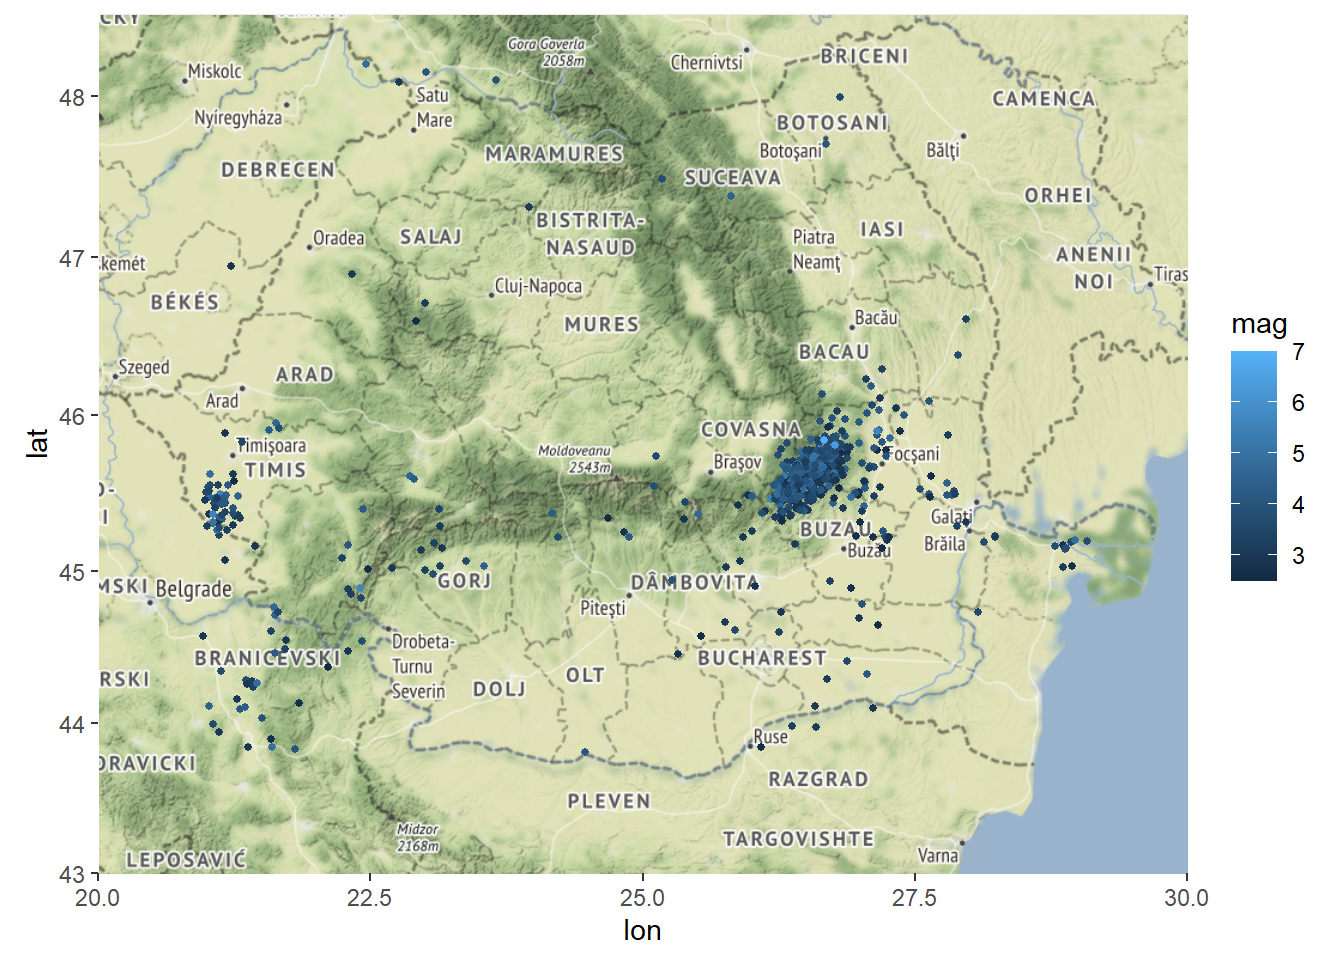 CKY
Gora Goverla
2058m
Chernivtsi
BRICENI
Miskolc
48
Satu
Mare
CAMENCA
Nyíregyháza
BOTOSANI
Botoşani
Bălţi
MARAMURES
DEBRECEN
SUCEAVA
ORHEI
BISTRITA-
NASAUD
SALAJ
Oradea
IASI
Piatra
Neamţ
47
skemét
ANENII
NOI
Tiras
Cluj-Napoca
BÉKÉS
MURES
Bacău
BACAU
Szeged
ARAD
Arad
46
COVASNA
Timişoara
TIMIS
Moldoveanu
2543m
Braşov
Focşani
BUZAU
Buzău
Galaţi
Brăila
45
MSKI
Belgrade
GORJ
DÂMBOVITA
Piteşti
Drobeta-
Turnu
Severin
BRANICEVSKI
BUCHAREST
OLT
DOLJ
RSKI
44
Ruse
ORAVICKI
RAZGRAD
PLEVEN
Midzor
2168m
TARGOVISHTE
LEPOSAVIĆ
Varna
43
20.0
22.5
25.0
27.5
30.0
lon
lat
mag
7
6
5
4
3